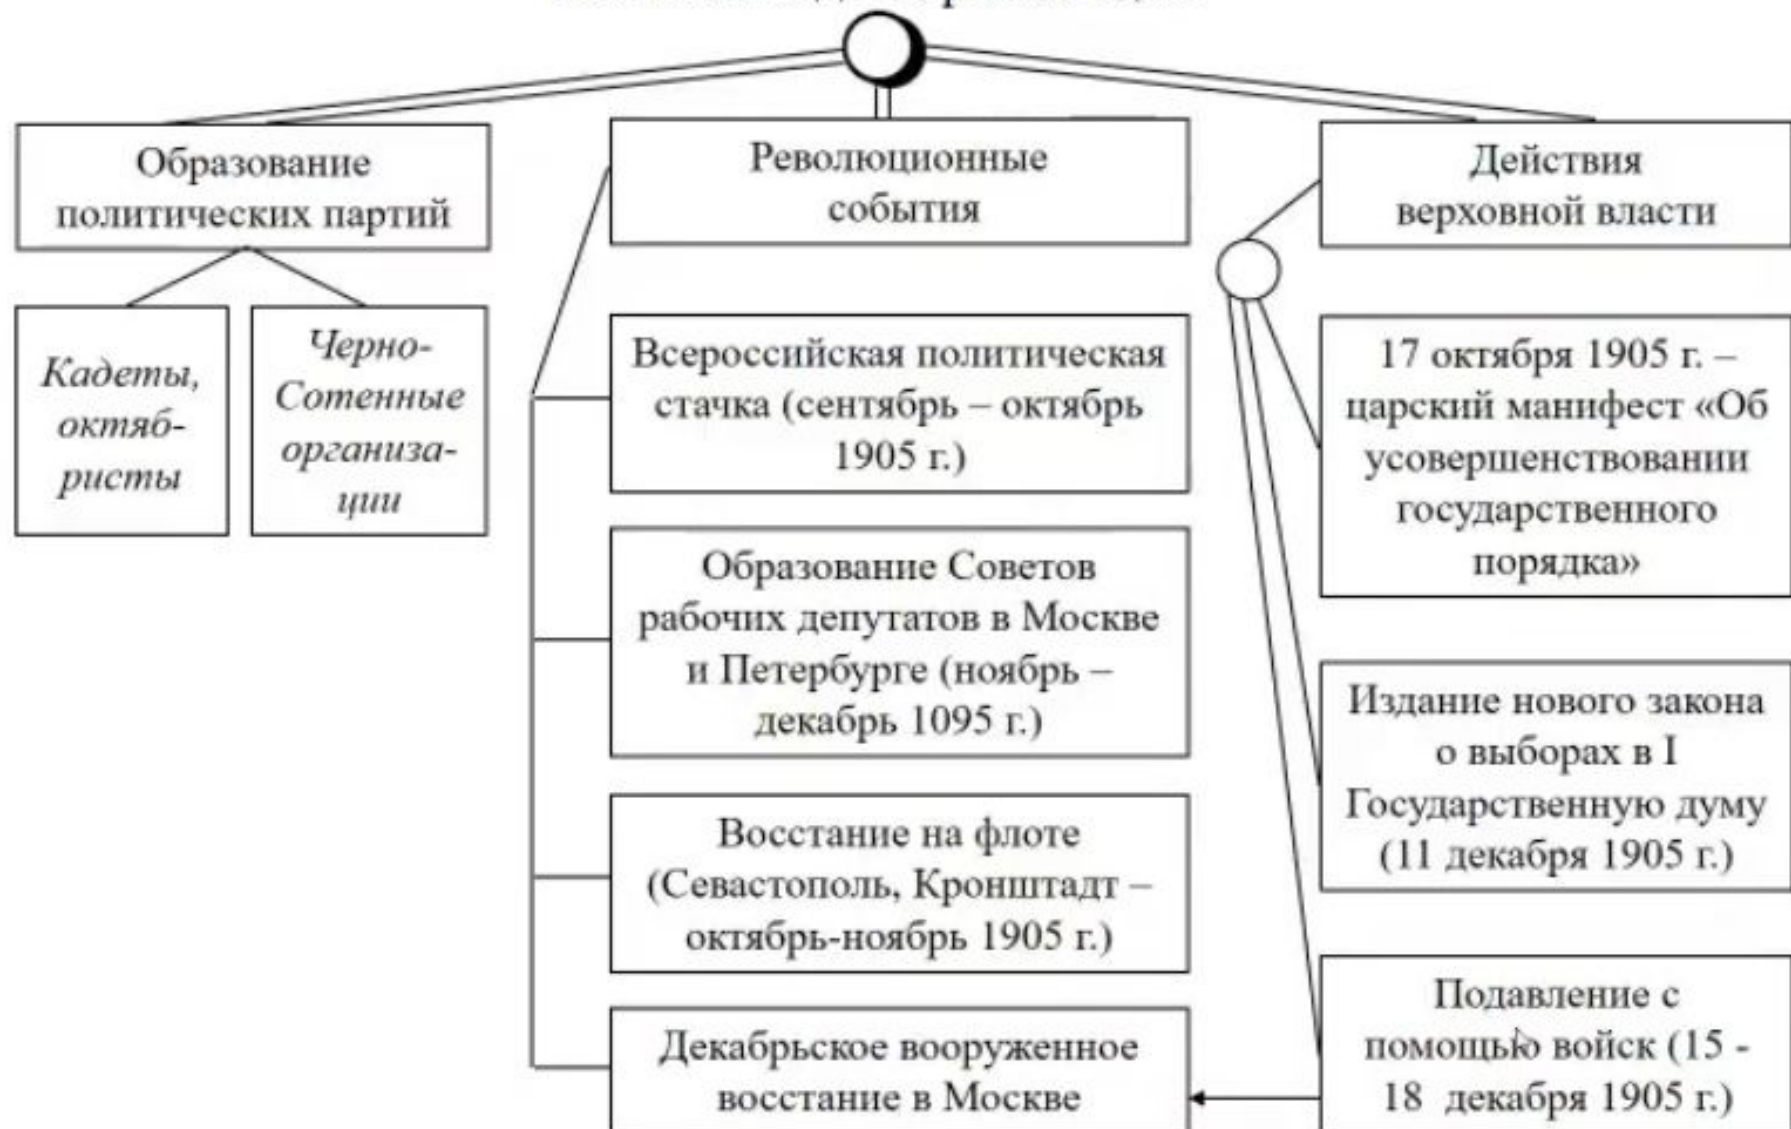 Образование
политических партий
Кадеты,
октяб-
ристы
Черно-
Сотенные
организа-
ции
Революционные
события
Всероссийская политическая
стачка (сентябрь – октябрь
1905 г.)
Образование Советов
рабочих депутатов в Москве
и Петербурге (ноябрь –
декабрь 1095 г.)
Восстание на флоте
(Севастополь, Кронштадт –
октябрь-ноябрь 1905 г.)
Декабрьское вооруженное
восстание в Москве
Действия
верховной власти
17 октября 1905 г. –
царский манифест «Об
усовершенствовании
государственного
порядка»
Издание нового закона
о выборах в I
Государственную думу
(11 декабря 1905 г.)
Подавление с
помощью войск (15 -
18 декабря 1905 г.)